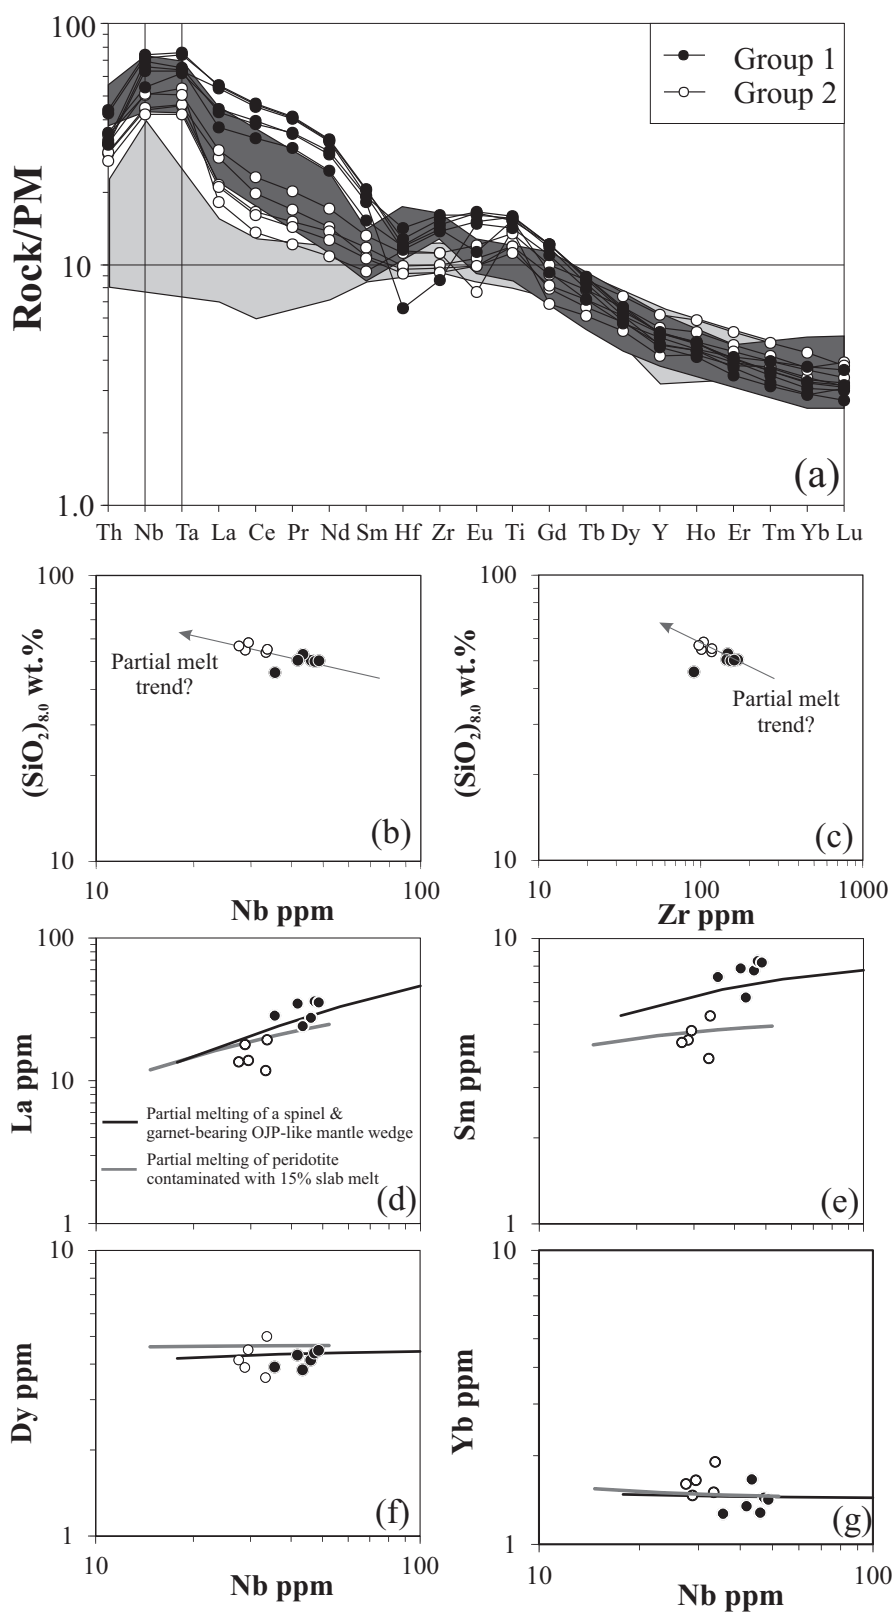 100
Group 1
Group 2
Rock/PM
10
(a)
1.0
Th Nb Ta La Ce Pr Nd Sm Hf Zr Eu Ti Gd Tb Dy Y Ho Er Tm Yb Lu
100
(SiO2)8.0 wt.%
Partial melt
trend?
(b)
10
10
100
Nb ppm
100
(SiO2)8.0 wt.%
Partial melt
trend?
(c)
10
10
100
1000
Zr ppm
100
La ppm
10
Partial melting of a spinel &
garnet-bearing OJP-like mantle wedge
Partial melting of peridotite
contaminated with 15% slab melt
(d)
1
10
Sm ppm
(e)
1
10
Dy ppm
(f)
1
10
100
Nb ppm
10
Yb ppm
(g)
1
10
100
Nb ppm